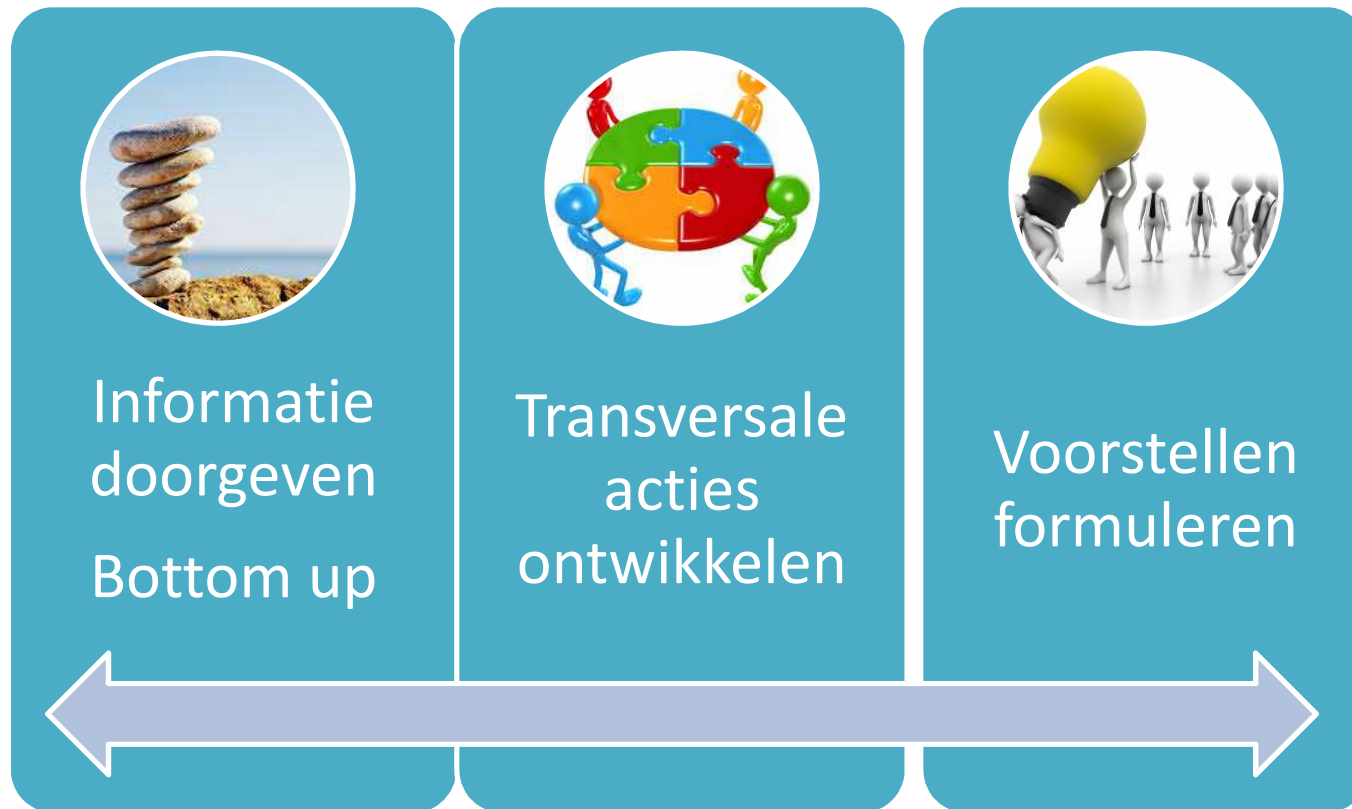 Informatie
doorgeven
Bottom up
Transversale
acties
ontwikkelen
Voorstellen
formuleren